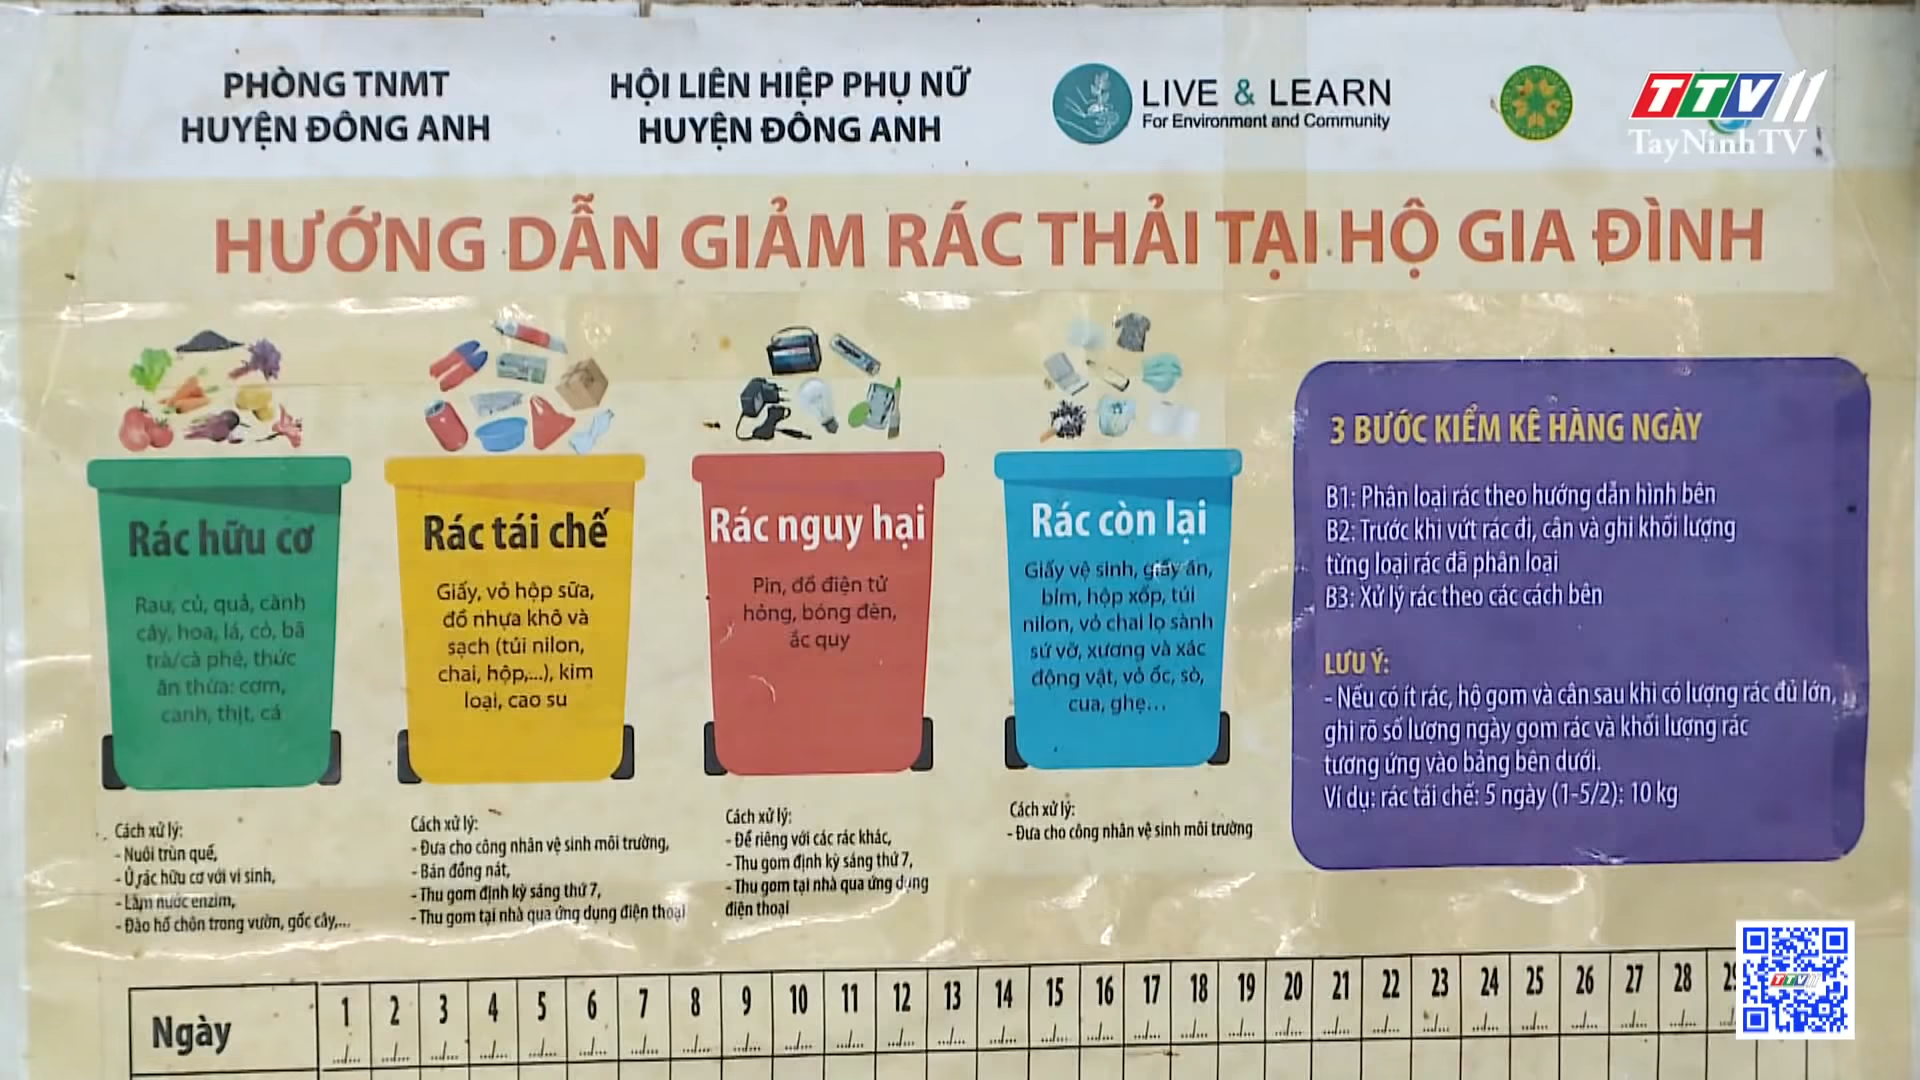 PHÒNG TNMT
HUYỆN ĐÔNG ANH
HỘI LIÊN HIỆP PHỤ NỮ
HUYỆN ĐÔNG ANH
LIVE & LEARN
For Environment and Community
TTV11
TayNinhTV
HƯỚNG DẪN GIẢM RÁC THẢI TẠI HỘ GIA ĐÌNH
Rác hữu cơ
Rau, củ, quả, cành
cây, hoa, lá, cỏ, bã
trà/cà phê, thức
ăn thừa: cơm,
canh, thịt, cá
Cách xử lý:
- Nuôi trùn quế,
- Ủ rác hữu cơ với vi sinh,
- Làm nước enzim,
- Đào hố chôn trong vườn, gốc cây,...
Rác tái chế
Giấy, vỏ hộp sữa,
đồ nhựa khô và
sạch (túi nilon,
chai, hộp,...), kim
loại, cao su
Cách xử lý:
- Đưa cho công nhân vệ sinh môi trường,
- Bán đồng nát,
- Thu gom định kỳ sáng thứ 7,
- Thu gom tại nhà qua ứng dụng điện thoại
Rác nguy hại
Pin, đồ điện tử
hỏng, bóng đèn,
ắc quy
Cách xử lý:
- Để riêng với các rác khác,
- Thu gom định kỳ sáng thứ 7,
- Thu gom tại nhà qua ứng dụng
điện thoại
Rác còn lại
Giấy vệ sinh, giấy ăn,
bỉm, hộp xốp, túi
nilon, vỏ chai lọ sành
sứ vỡ, xương và xác
động vật, vỏ ốc, sò,
cua, ghẹ...
Cách xử lý:
- Đưa cho công nhân vệ sinh môi trường
3 BƯỚC KIỂM KÊ HÀNG NGÀY
B1: Phân loại rác theo hướng dẫn hình bên
B2: Trước khi vứt rác đi, cân và ghi khối lượng
từng loại rác đã phân loại
B3: Xử lý rác theo các cách bên
LƯU Ý:
- Nếu có ít rác, hộ gom và cân sau khi có lượng rác đủ lớn,
ghi rõ số lượng ngày gom rác và khối lượng rác
tương ứng vào bảng bên dưới.
Ví dụ: rác tái chế: 5 ngày (1-5/2): 10 kg
Ngày 1 2 3 4 5 6 7 8 9 10 11 12 13 14 15 16 17 18 19 20 21 22 23 24 25 26 27 28
.../... .../... .../... .../... .../... .../... .../... .../... .../... .../... .../... .../... .../... .../... .../... .../... .../... .../... .../... .../... .../... .../... .../... .../... .../... .../... .../... .../...
TTV11